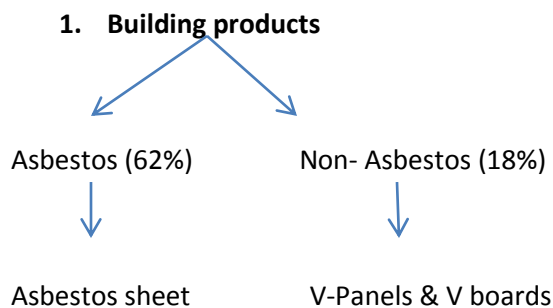 1. Building products
Asbestos (62%) Non- Asbestos (18%)
Asbestos sheet V-Panels & V boards